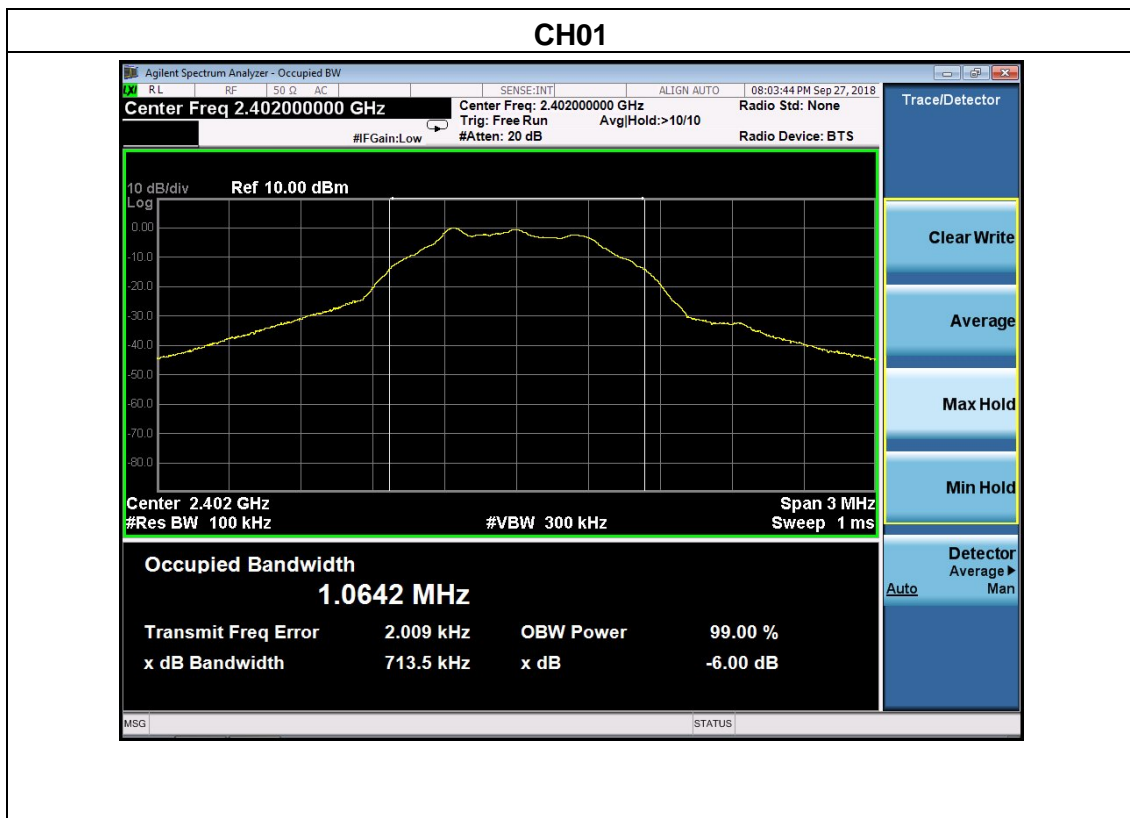 CH01
Agilent Spectrum Analyzer - Occupied BW
LXI RL RF 50 Ω AC SENSE:INT ALIGN AUTO 08:03:44 PM Sep 27, 2018
Center Freq 2.402000000 GHz Center Freq: 2.402000000 GHz Radio Std: None
Trig: Free Run Avg|Hold:>10/10
#IFGain:Low #Atten: 20 dB Radio Device: BTS
Trace/Detector
10 dB/div Ref 10.00 dBm
Log
0.00
-10.0
-20.0
-30.0
-40.0
-50.0
-60.0
-70.0
-80.0
Center 2.402 GHz Span 3 MHz
#Res BW 100 kHz #VBW 300 kHz Sweep 1 ms
Clear Write
Average
Max Hold
Min Hold
Detector
Average▶
Auto Man
Occupied Bandwidth
1.0642 MHz
Transmit Freq Error 2.009 kHz OBW Power 99.00 %
x dB Bandwidth 713.5 kHz x dB -6.00 dB
MSG STATUS